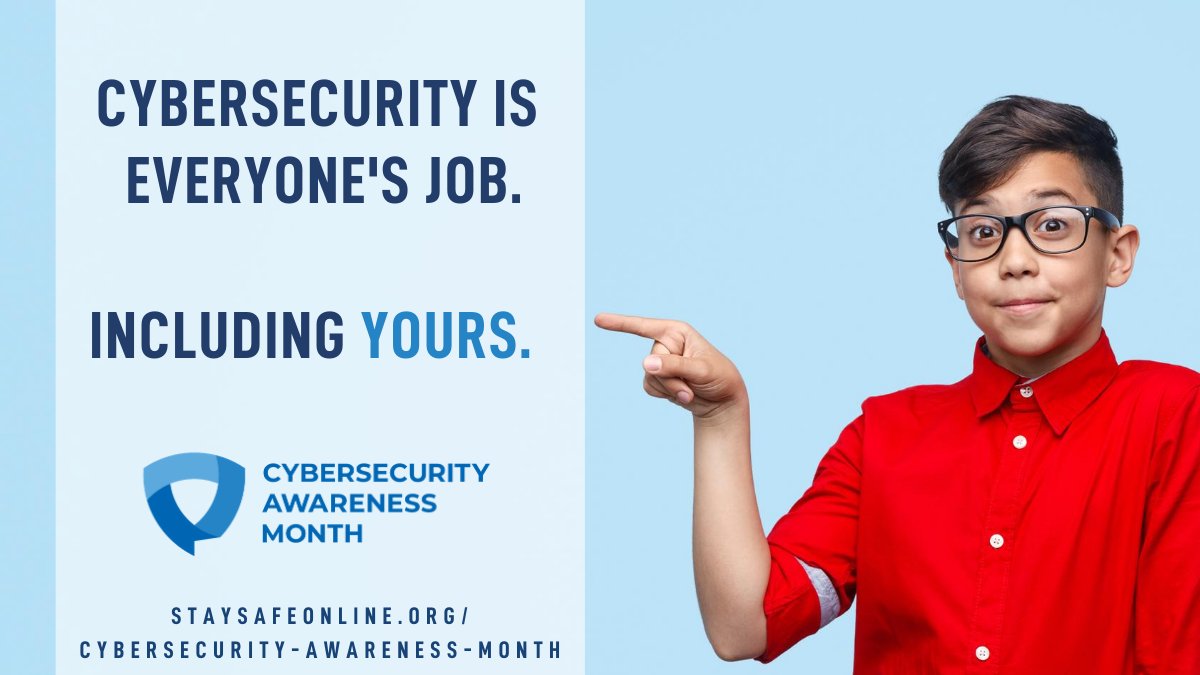 CYBERSECURITY IS
EVERYONE'S JOB.
INCLUDING YOURS.
CYBERSECURITY
AWARENESS
MONTH
STAYSAFEONLINE.ORG/
CYBERSECURITY-AWARENESS-MONTH